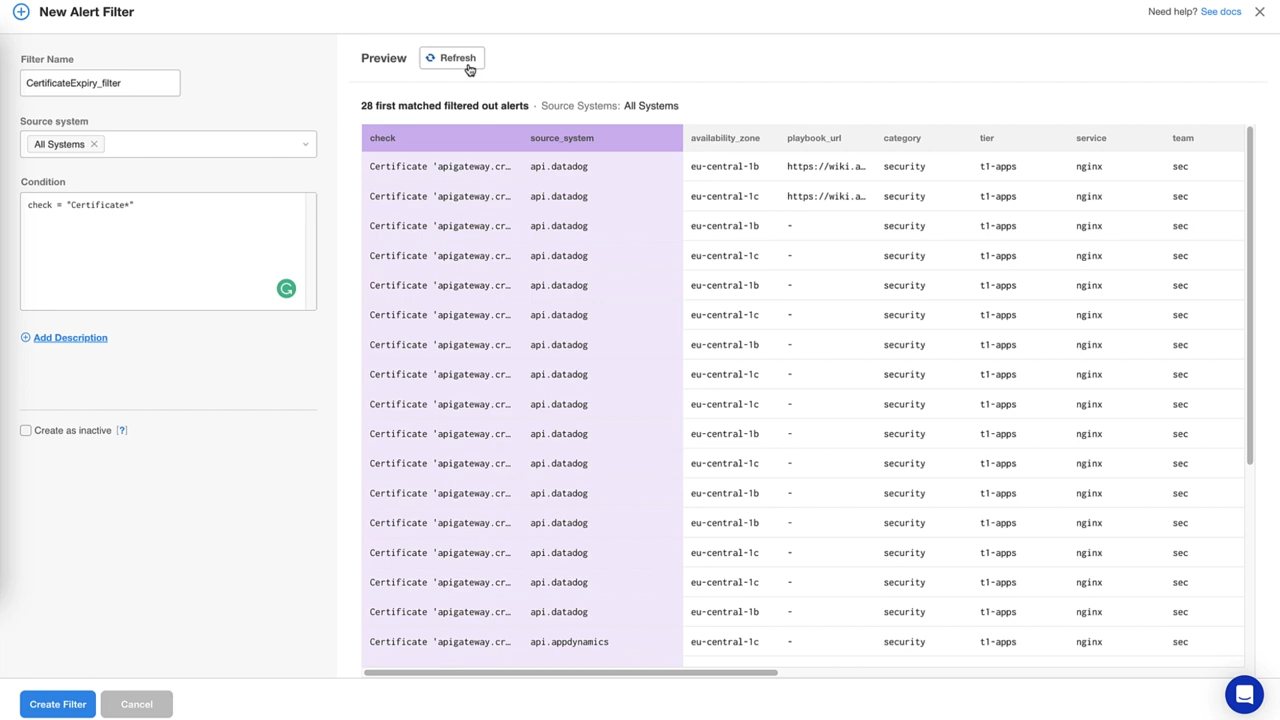 New Alert Filter
Need help? See docs
Filter Name
CertificateExpiry_filter
Source system
All Systems
Condition
check = "Certificate*"
Add Description
Create as inactive [?]
Create Filter
Cancel
Preview
Refresh
28 first matched filtered out alerts · Source Systems: All Systems
check source_system availability_zone playbook_url category tier service team
Certificate 'apigateway.cr… api.datadog eu-central-1b https://wiki.a… security t1-apps nginx sec
Certificate 'apigateway.cr… api.datadog eu-central-1c https://wiki.a… security t1-apps nginx sec
Certificate 'apigateway.cr… api.datadog eu-central-1b - security t1-apps nginx sec
Certificate 'apigateway.cr… api.datadog eu-central-1c - security t1-apps nginx sec
Certificate 'apigateway.cr… api.datadog eu-central-1b - security t1-apps nginx sec
Certificate 'apigateway.cr… api.datadog eu-central-1c - security t1-apps nginx sec
Certificate 'apigateway.cr… api.datadog eu-central-1b - security t1-apps nginx sec
Certificate 'apigateway.cr… api.datadog eu-central-1c - security t1-apps nginx sec
Certificate 'apigateway.cr… api.datadog eu-central-1c - security t1-apps nginx sec
Certificate 'apigateway.cr… api.datadog eu-central-1b - security t1-apps nginx sec
Certificate 'apigateway.cr… api.datadog eu-central-1c - security t1-apps nginx sec
Certificate 'apigateway.cr… api.datadog eu-central-1b - security t1-apps nginx sec
Certificate 'apigateway.cr… api.datadog eu-central-1b - security t1-apps nginx sec
Certificate 'apigateway.cr… api.datadog eu-central-1c - security t1-apps nginx sec
Certificate 'apigateway.cr… api.datadog eu-central-1c - security t1-apps nginx sec
Certificate 'apigateway.cr… api.datadog eu-central-1b - security t1-apps nginx sec
Certificate 'apigateway.cr… api.appdynamics eu-central-1c - security t1-apps nginx sec